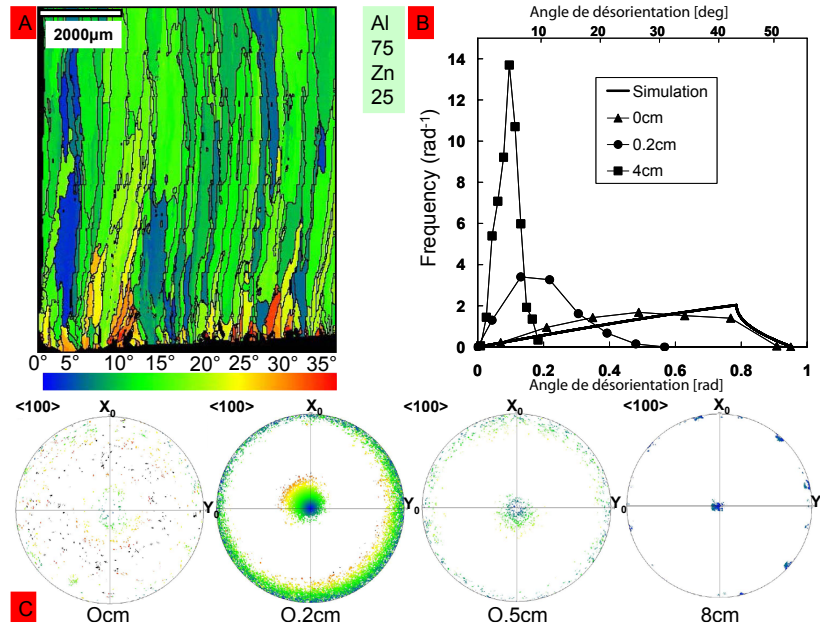 A
2000µm
Al
75
Zn
25
B
Angle de désorientation [deg]
0 10 20 30 40 50
14
12
10
8
6
4
2
0
Frequency (rad⁻¹)
Simulation
0cm
0.2cm
4cm
0 0.2 0.4 0.6 0.8 1
Angle de désorientation [rad]
0° 5° 10° 15° 20° 25° 30° 35°
<100> X₀ <100> X₀ <100> X₀ <100> X₀
Y₀ Y₀ Y₀ Y₀
C
Ocm O.2cm O.5cm 8cm